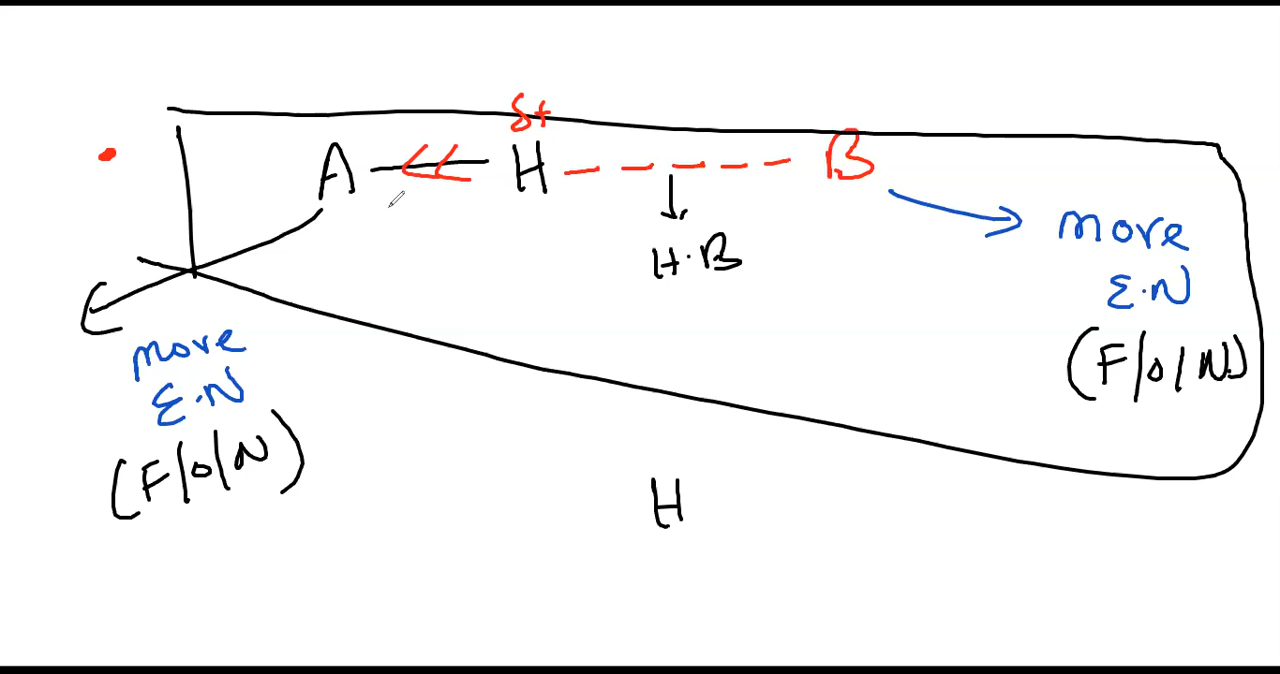 δ+
A — H - - - - - B
H·B
more
E·N
(F/O/N)
more
E·N
(F/O/N)
H